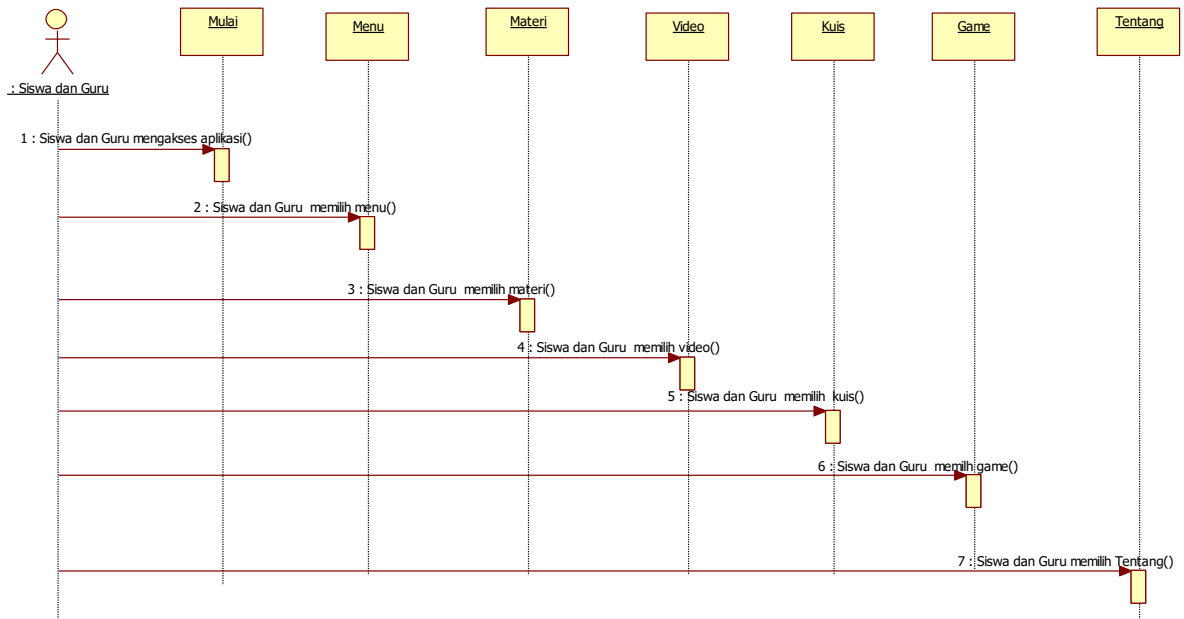 Mulai
Menu
Materi
Video
Kuis
Game
Tentang
: Siswa dan Guru
1 : Siswa dan Guru mengakses aplikasi()
2 : Siswa dan Guru memilih menu()
3 : Siswa dan Guru memilih materi()
4 : Siswa dan Guru memilih video()
5 : Siswa dan Guru memilih kuis()
6 : Siswa dan Guru memilh game()
7 : Siswa dan Guru memilih Tentang()